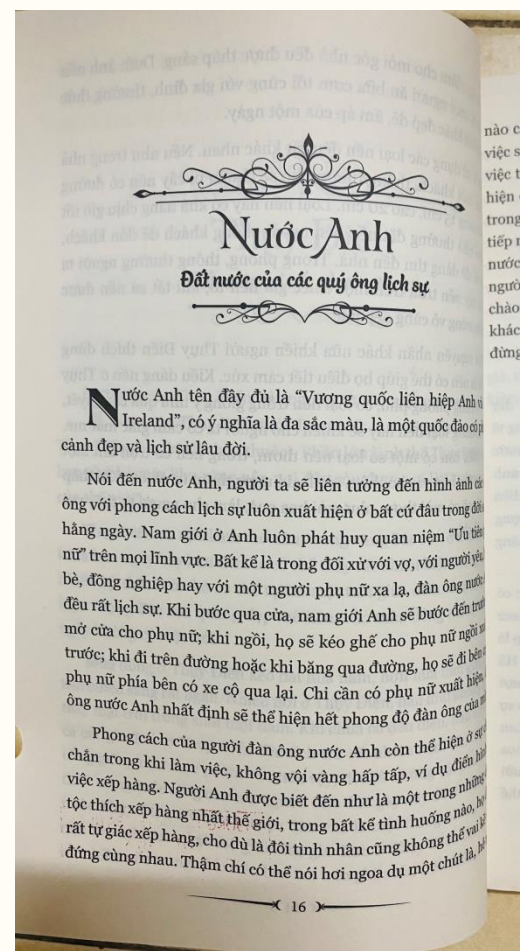 Nước Anh
Đất nước của các quý ông lịch sự
Nước Anh tên đầy đủ là “Vương quốc liên hiệp Anh và
Ireland”, có ý nghĩa là đa sắc màu, là một quốc đảo có
cảnh đẹp và lịch sử lâu đời.
Nói đến nước Anh, người ta sẽ liên tưởng đến hình ảnh
ông với phong cách lịch sự luôn xuất hiện ở bất cứ đâu trong đời
hằng ngày. Nam giới ở Anh luôn phát huy quan niệm “Ưu tiên
nữ” trên mọi lĩnh vực. Bất kể là trong đối xử với vợ, với người yêu,
bè, đồng nghiệp hay với một người phụ nữ xa lạ, đàn ông nước
đều rất lịch sự. Khi bước qua cửa, nam giới Anh sẽ bước đến
mở cửa cho phụ nữ; khi ngồi, họ sẽ kéo ghế cho phụ nữ ngồi
trước; khi đi trên đường hoặc khi băng qua đường, họ sẽ đi bên
phụ nữ phía bên có xe cộ qua lại. Chỉ cần có phụ nữ xuất hiện,
ông nước Anh nhất định sẽ thể hiện hết phong độ đàn ông của
Phong cách của người đàn ông nước Anh còn thể hiện ở sự
chắn trong khi làm việc, không vội vàng hấp tấp, ví dụ điển hình
việc xếp hàng. Người Anh được biết đến như là một trong những
tộc thích xếp hàng nhất thế giới, trong bất kể tình huống nào, họ
rất tự giác xếp hàng, cho dù là đôi tình nhân cũng không thể vai
đứng cùng nhau. Thậm chí có thể nói hơi ngoa dụ một chút là,
16
nào
việc
việc
hiện
trong
tiếp
nước
người
chào
khác
đừng